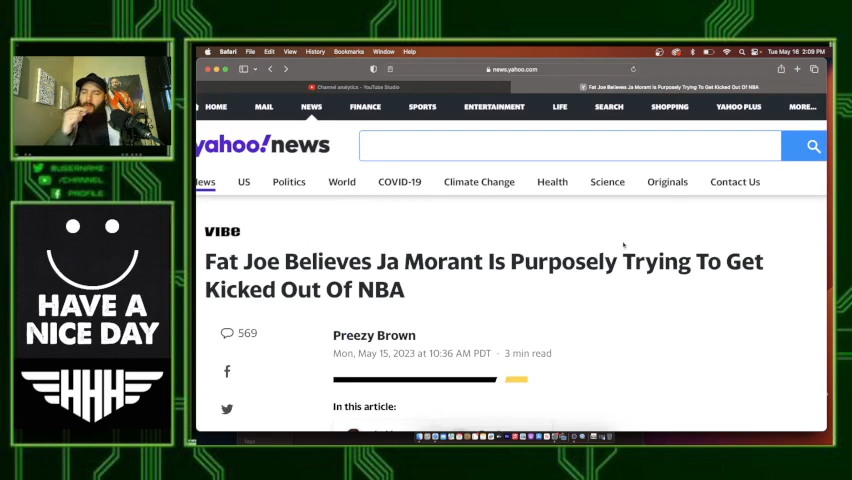 Safari File Edit View History Bookmarks Window Help Tue May 16 2:09 PM
news.yahoo.com
Channel analytics - YouTube Studio Fat Joe Believes Ja Morant Is Purposely Trying To Get Kicked Out Of NBA
HOME MAIL NEWS FINANCE SPORTS ENTERTAINMENT LIFE SEARCH SHOPPING YAHOO PLUS MORE...
yahoo!news
News US Politics World COVID-19 Climate Change Health Science Originals Contact Us
@USERNAME
/CHANNEL
PROFILE
HAVE A
NICE DAY
HHH
VIBE
Fat Joe Believes Ja Morant Is Purposely Trying To Get
Kicked Out Of NBA
569
Preezy Brown
Mon, May 15, 2023 at 10:36 AM PDT · 3 min read
In this article: